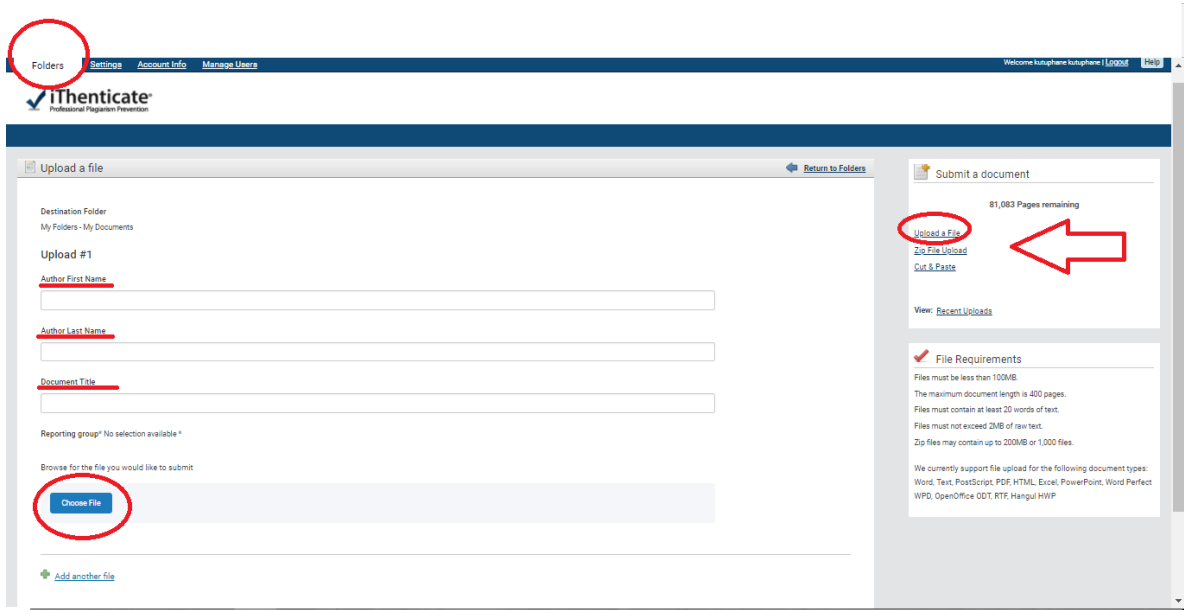 Folders Settings Account Info Manage Users Welcome kutuphane kutuphane | Logout Help
iThenticate
Professional Plagiarism Prevention
Upload a file Return to Folders
Destination Folder
My Folders - My Documents
Upload #1
Author First Name
Author Last Name
Document Title
Reporting group* No selection available *
Browse for the file you would like to submit
Choose File
Add another file
Submit a document
81,083 Pages remaining
Upload a File
Zip File Upload
Cut & Paste
View: Recent Uploads
File Requirements
Files must be less than 100MB.
The maximum document length is 400 pages.
Files must contain at least 20 words of text.
Files must not exceed 2MB of raw text.
Zip files may contain up to 200MB or 1,000 files.
We currently support file upload for the following document types:
Word, Text, PostScript, PDF, HTML, Excel, PowerPoint, Word Perfect
WPD, OpenOffice ODT, RTF, Hangul HWP